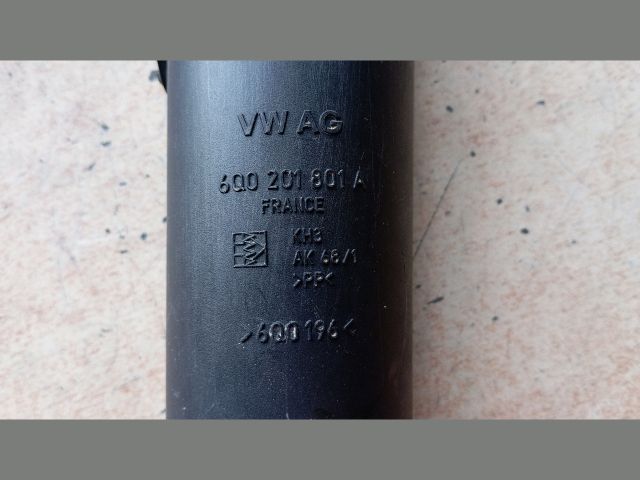 VW AG
6Q0 201 801 A
FRANCE
KH3
AK 68/1
>PP<
>6Q0 196<